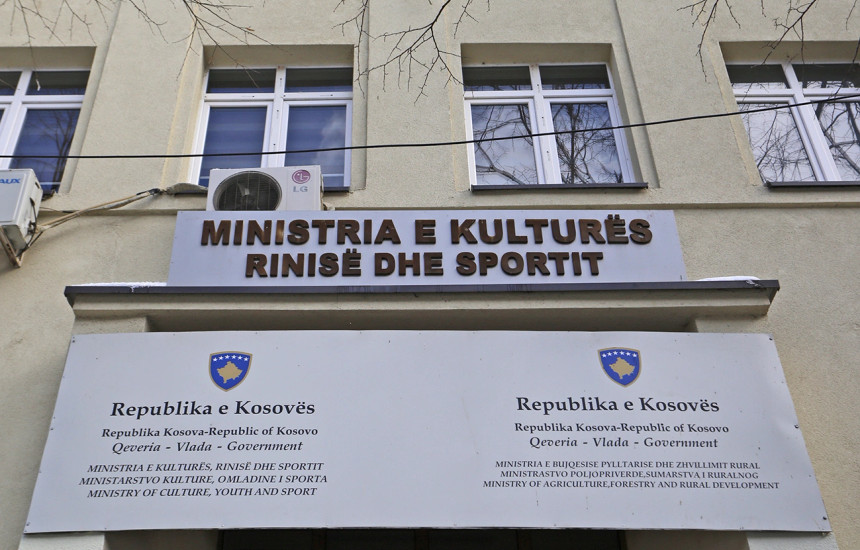 AUX
LG
MINISTRIA E KULTURËS
RINISË DHE SPORTIT
Republika e Kosovës
Republika Kosova-Republic of Kosovo
Qeveria - Vlada - Government
MINISTRIA E KULTURËS, RINISË DHE SPORTIT
MINISTARSTVO KULTURE, OMLADINE I SPORTA
MINISTRY OF CULTURE, YOUTH AND SPORT
Republika e Kosovës
Republika Kosova-Republic of Kosovo
Qeveria - Vlada - Government
MINISTRIA E BUJQESISE PYLLTARISE DHE ZHVILLIMIT RURAL
MINISTRASTVO POLJOPRIVERDE,SUMARSTVA I RURALNOG
MINISTRY OF AGRICULTURE,FORESTRY AND RURAL DEVELOPMENT